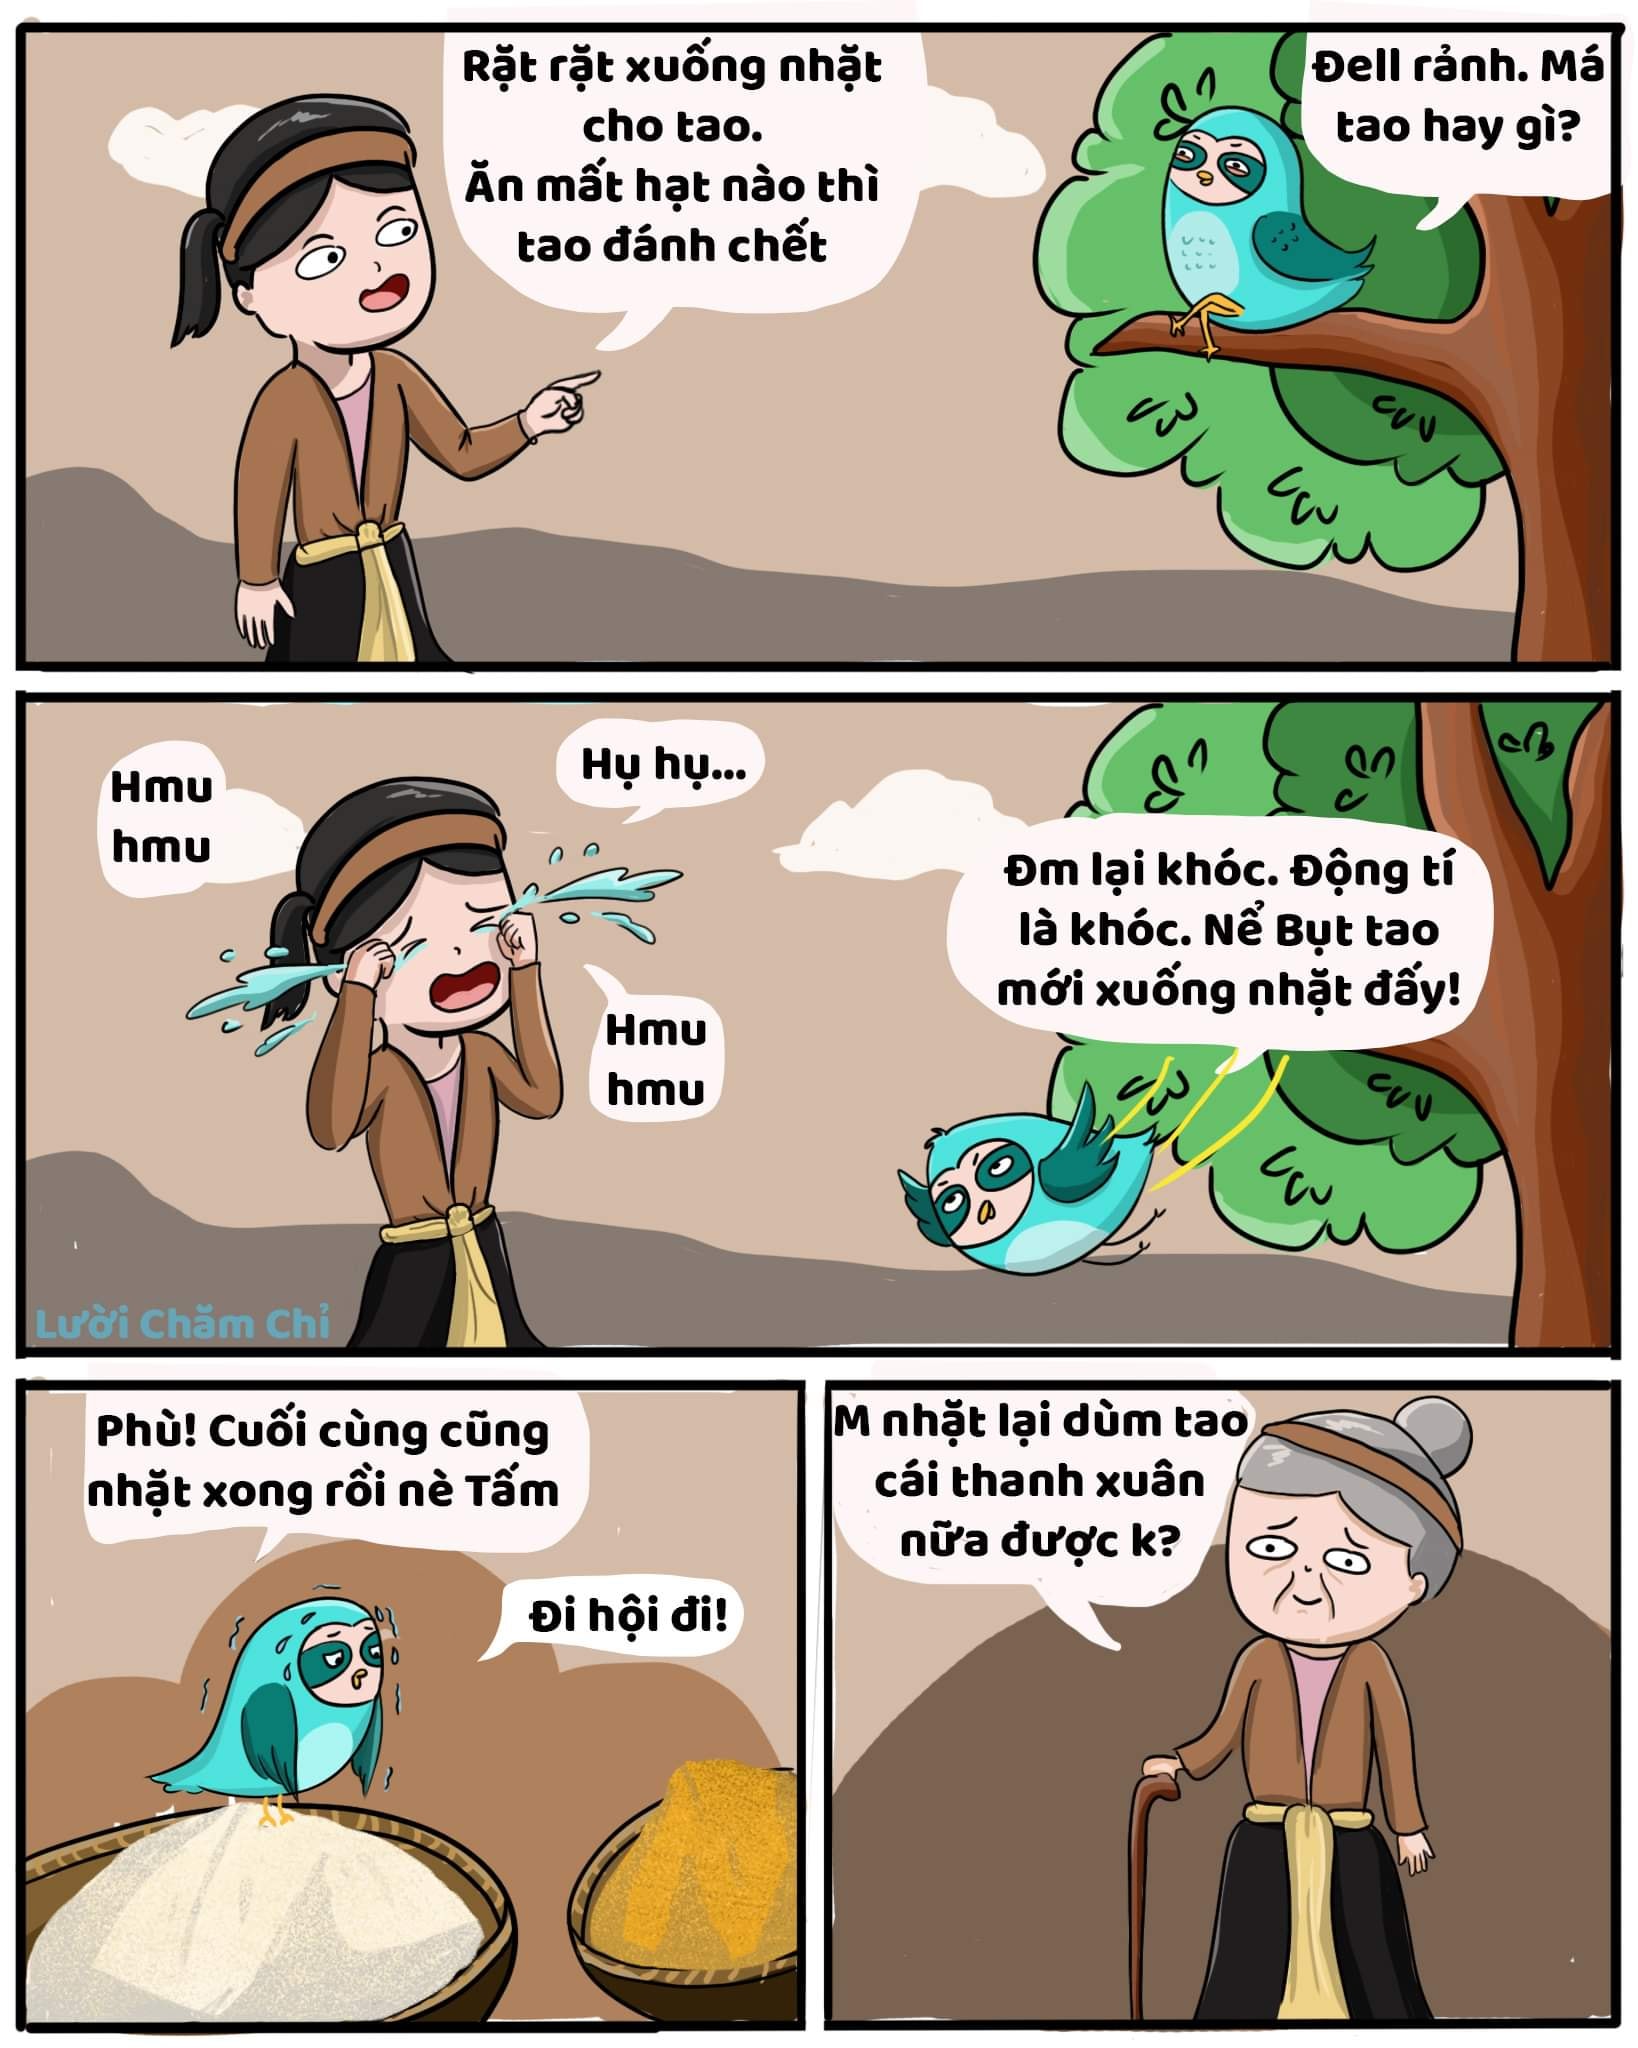 Rặt rặt xuống nhặt
cho tao.
Ăn mất hạt nào thì
tao đánh chết
Đell rảnh. Má
tao hay gì?
Hmu
hmu
Hụ hụ...
Hmu
hmu
Đm lại khóc. Động tí
là khóc. Nể Bụt tao
mới xuống nhặt đấy!
Lười Chăm Chỉ
Phù! Cuối cùng cũng
nhặt xong rồi nè Tấm
Đi hội đi!
M nhặt lại dùm tao
cái thanh xuân
nữa được k?